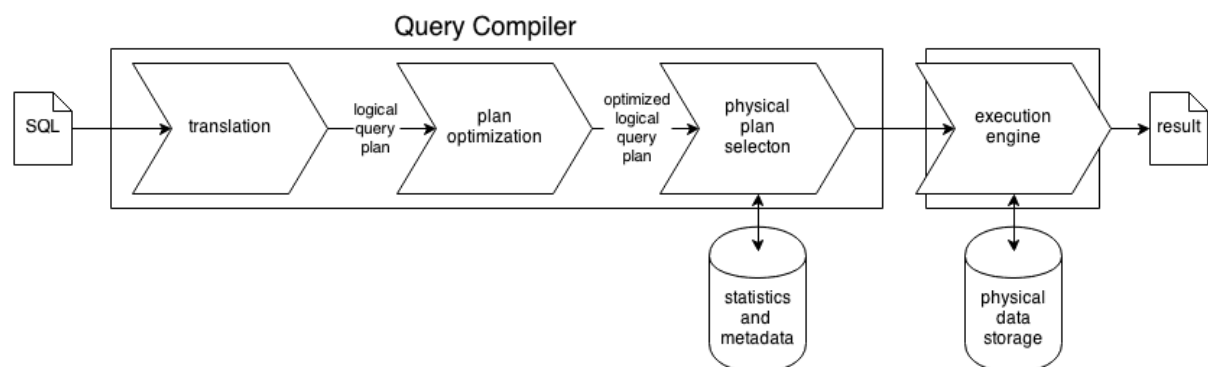 Query Compiler
SQL
translation
logical
query
plan
plan
optimization
optimized
logical
query
plan
physical
plan
selecton
execution
engine
result
statistics
and
metadata
physical
data
storage